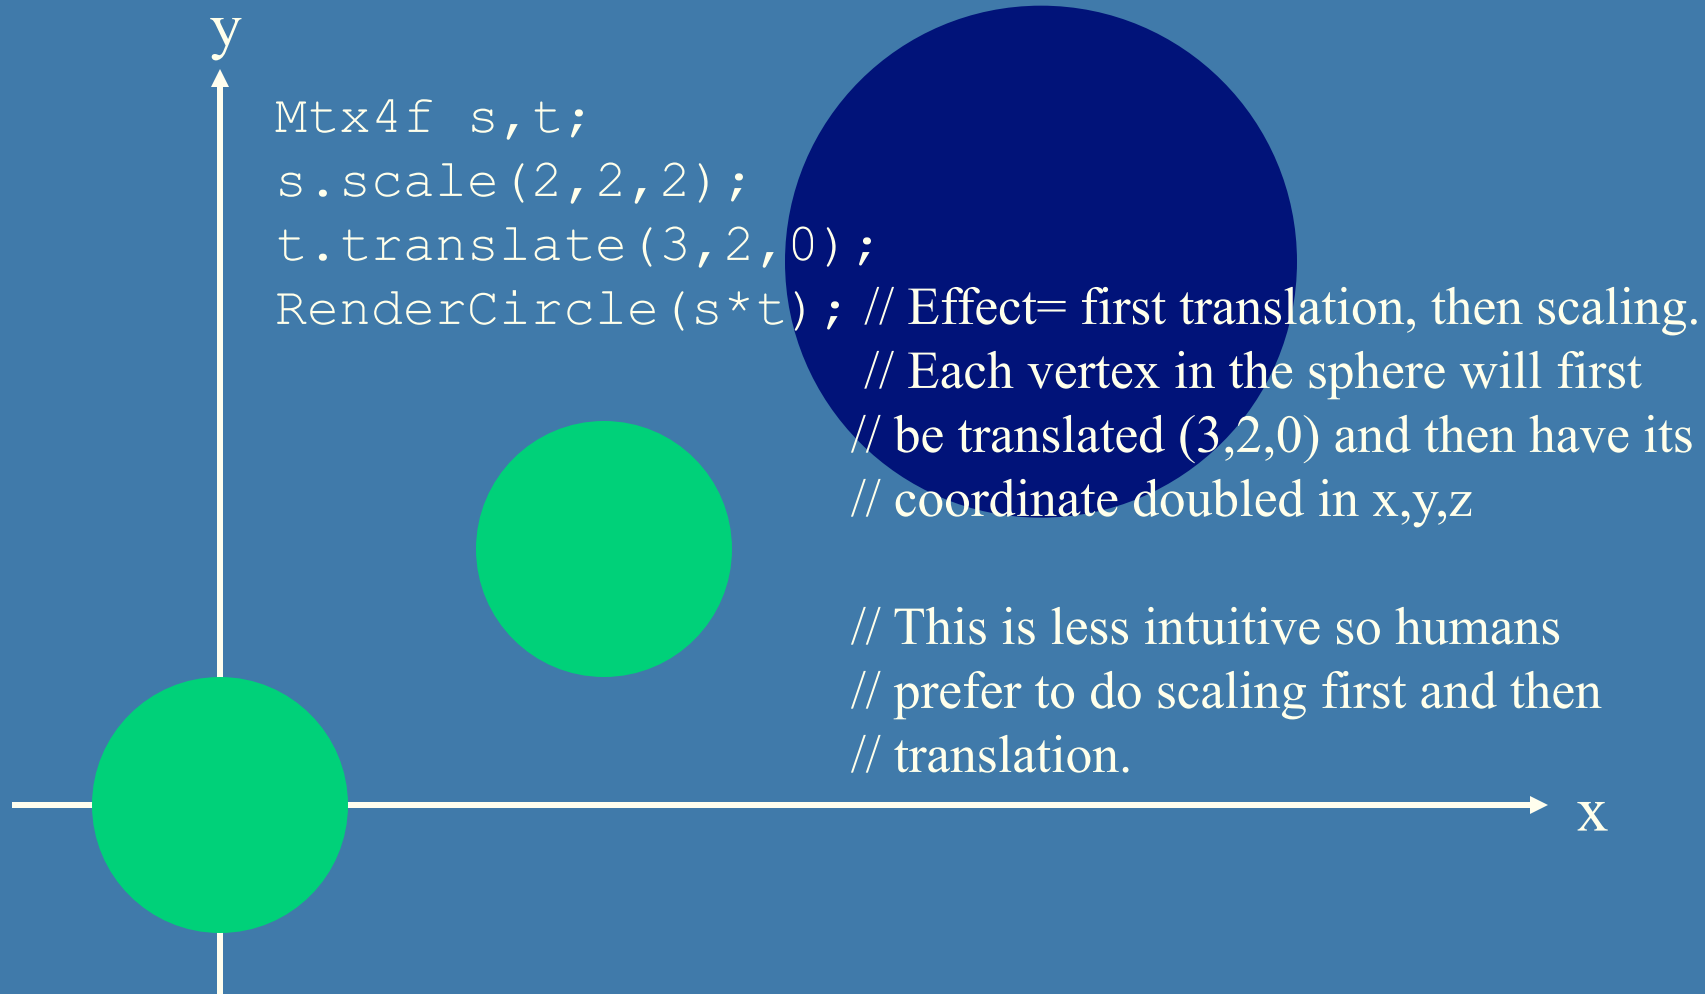 y
Mtx4f s,t;
s.scale(2,2,2);
t.translate(3,2,0);
RenderCircle(s*t); // Effect= first translation, then scaling.
// Each vertex in the sphere will first
// be translated (3,2,0) and then have its
// coordinate doubled in x,y,z
// This is less intuitive so humans
// prefer to do scaling first and then
// translation.
x